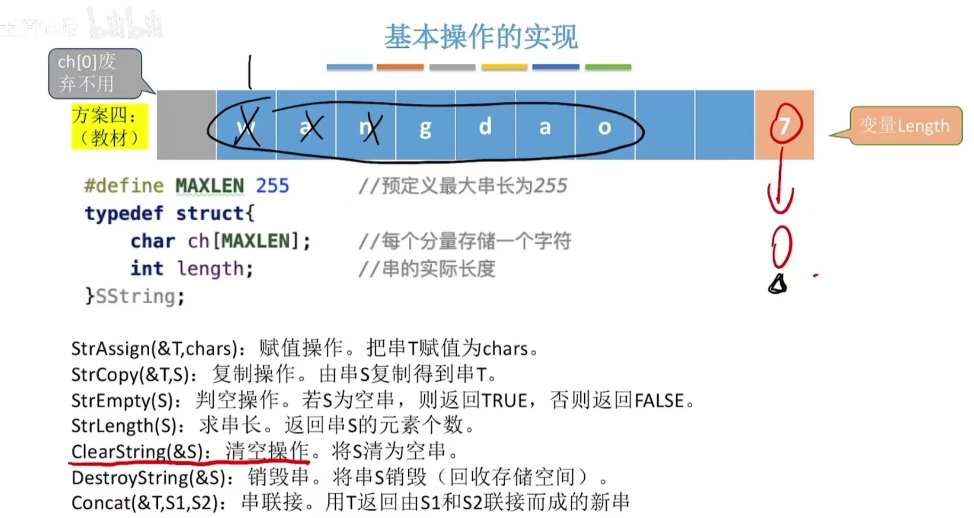 bilibili
基本操作的实现
ch[0]废
弃不用
方案四：
（教材）
w a n g d a o 7
变量Length
0
#define MAXLEN 255 //预定义最大串长为255
typedef struct{
char ch[MAXLEN]; //每个分量存储一个字符
int length; //串的实际长度
}SString;
StrAssign(&T,chars)：赋值操作。把串T赋值为chars。
StrCopy(&T,S)：复制操作。由串S复制得到串T。
StrEmpty(S)：判空操作。若S为空串，则返回TRUE，否则返回FALSE。
StrLength(S)：求串长。返回串S的元素个数。
ClearString(&S)：清空操作。将S清为空串。
DestroyString(&S)：销毁串。将串S销毁（回收存储空间）。
Concat(&T,S1,S2)：串联接。用T返回由S1和S2联接而成的新串